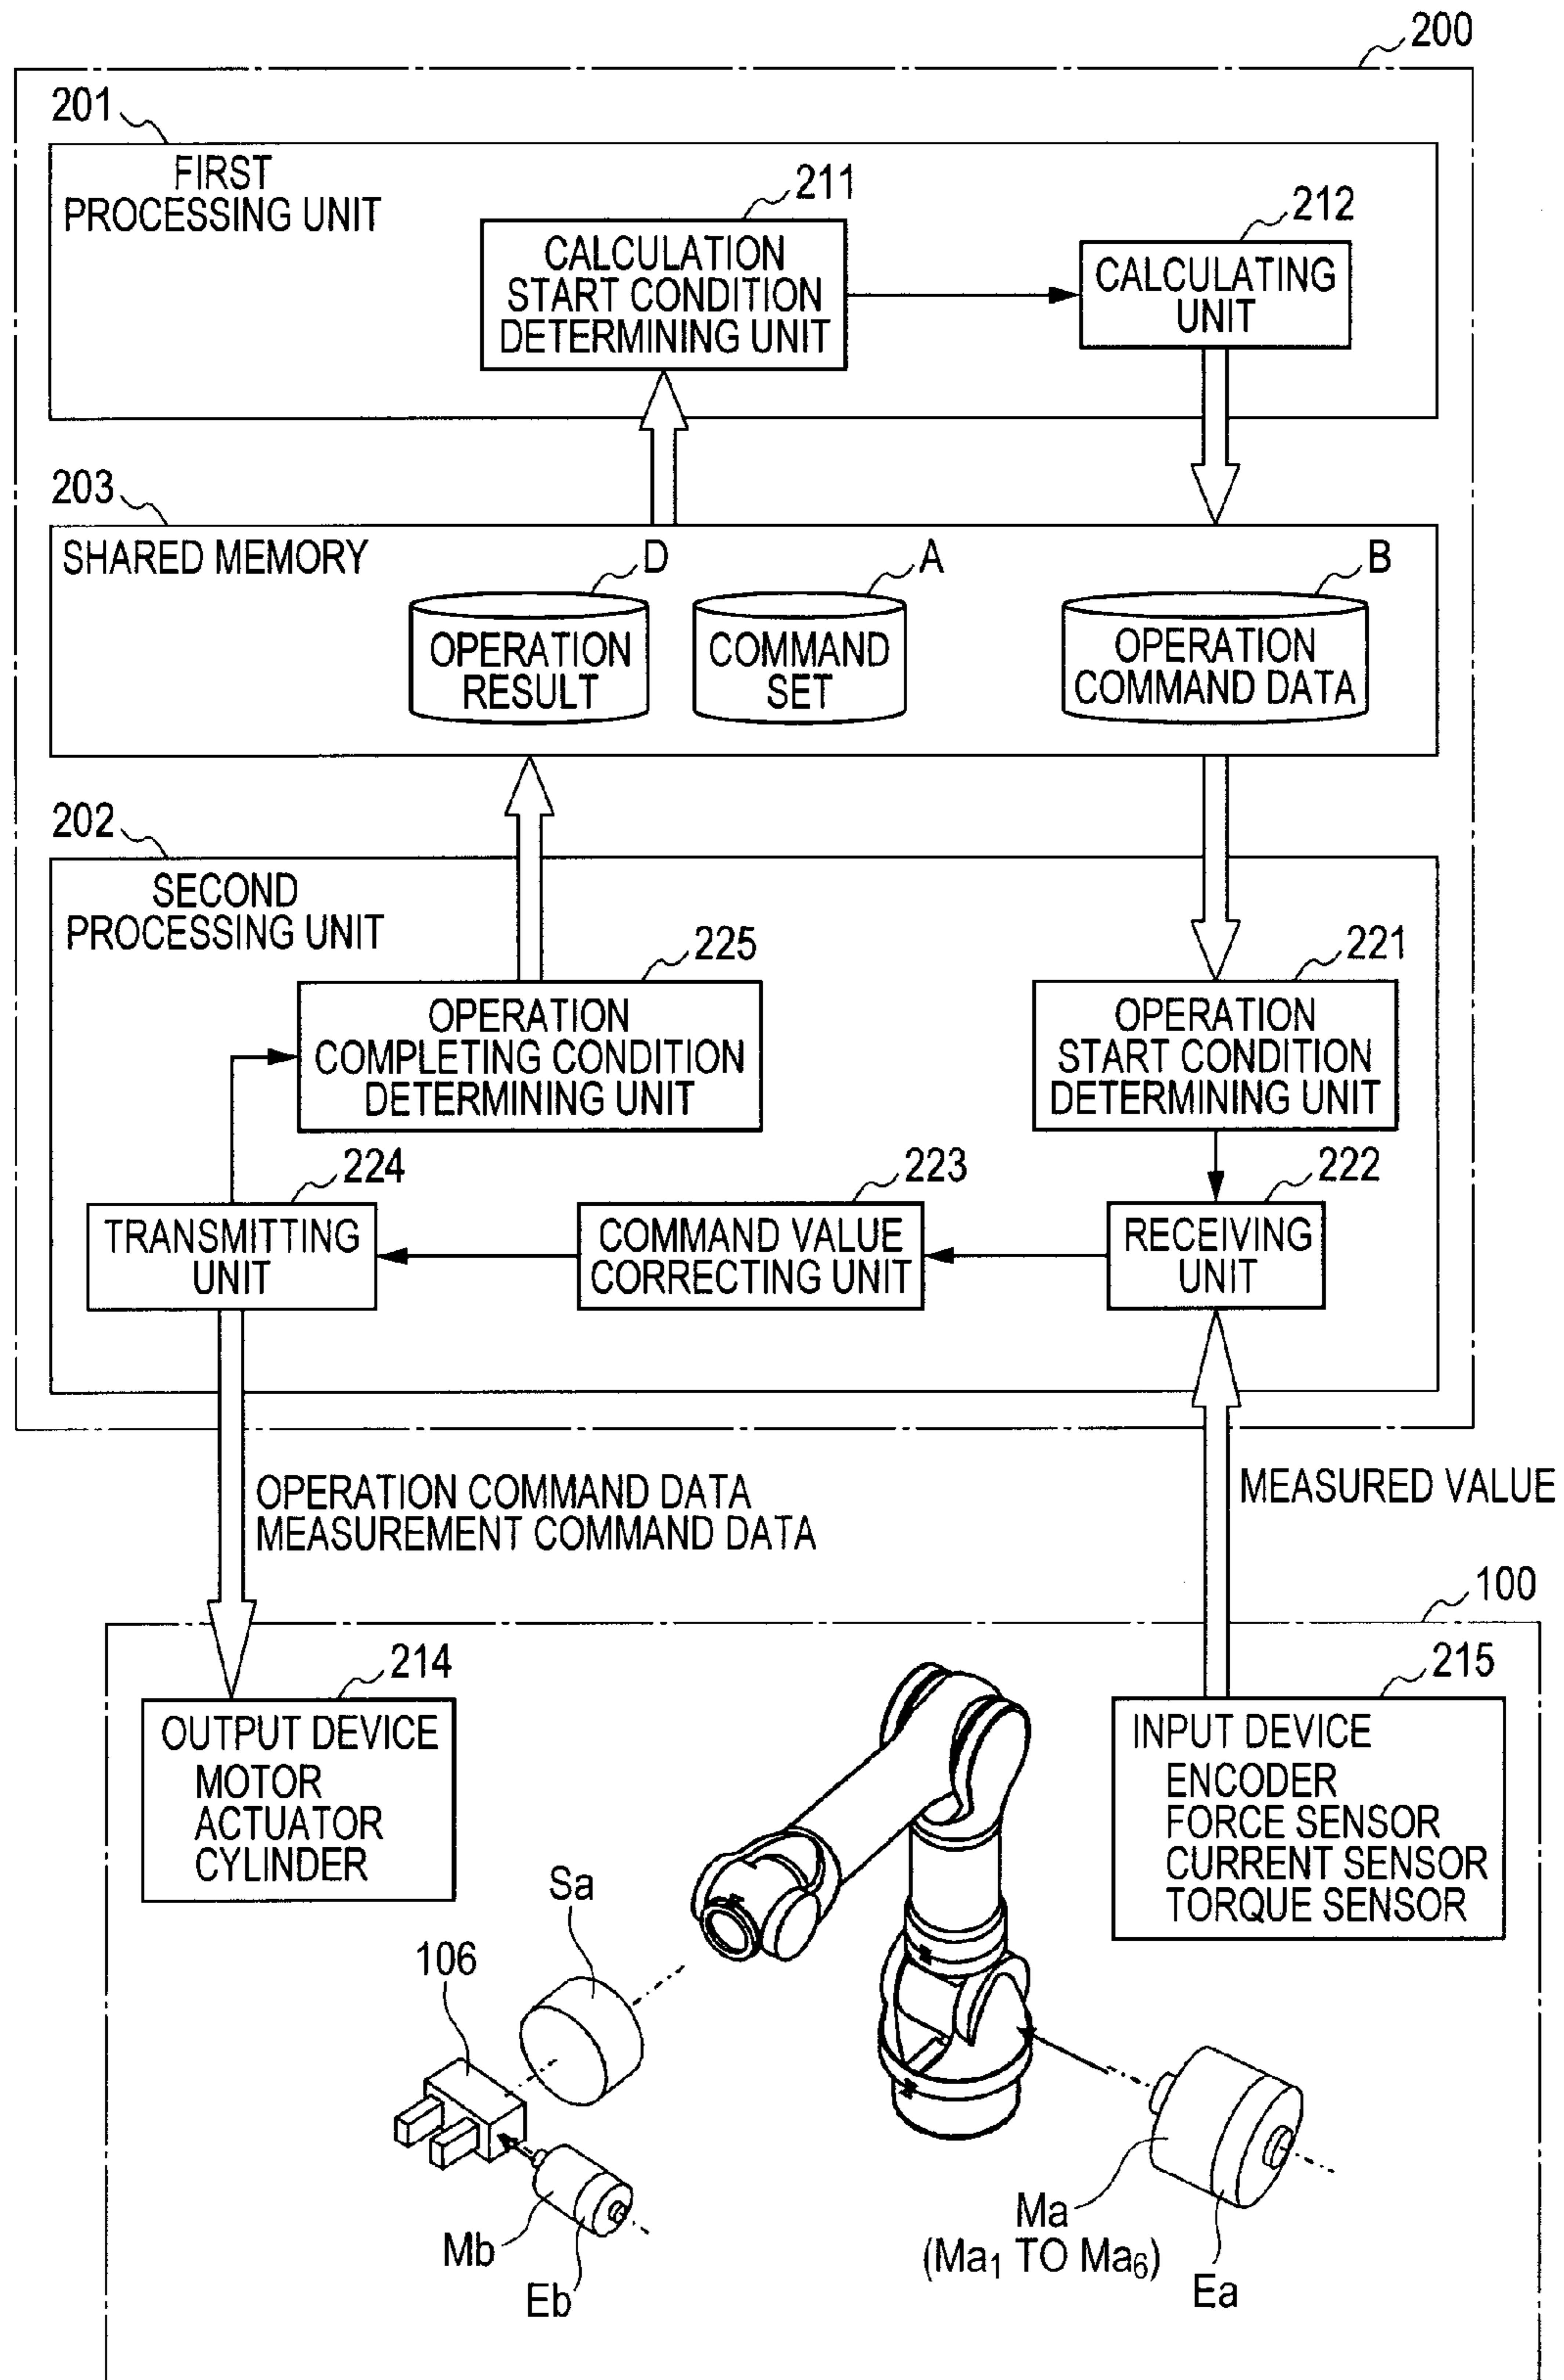 200
201
FIRST
PROCESSING UNIT
211
212
CALCULATION
START CONDITION
DETERMINING UNIT
CALCULATING
UNIT
203
SHARED MEMORY
D
A
B
OPERATION
RESULT
COMMAND
SET
OPERATION
COMMAND DATA
202
SECOND
PROCESSING UNIT
225
221
OPERATION
COMPLETING CONDITION
DETERMINING UNIT
OPERATION
START CONDITION
DETERMINING UNIT
224
223
222
TRANSMITTING
UNIT
COMMAND VALUE
CORRECTING UNIT
RECEIVING
UNIT
OPERATION COMMAND DATA
MEASUREMENT COMMAND DATA
MEASURED VALUE
100
214
215
OUTPUT DEVICE
MOTOR
ACTUATOR
CYLINDER
INPUT DEVICE
ENCODER
FORCE SENSOR
CURRENT SENSOR
TORQUE SENSOR
Sa
106
Mb
Eb
Ma
(Ma1 TO Ma6)
Ea